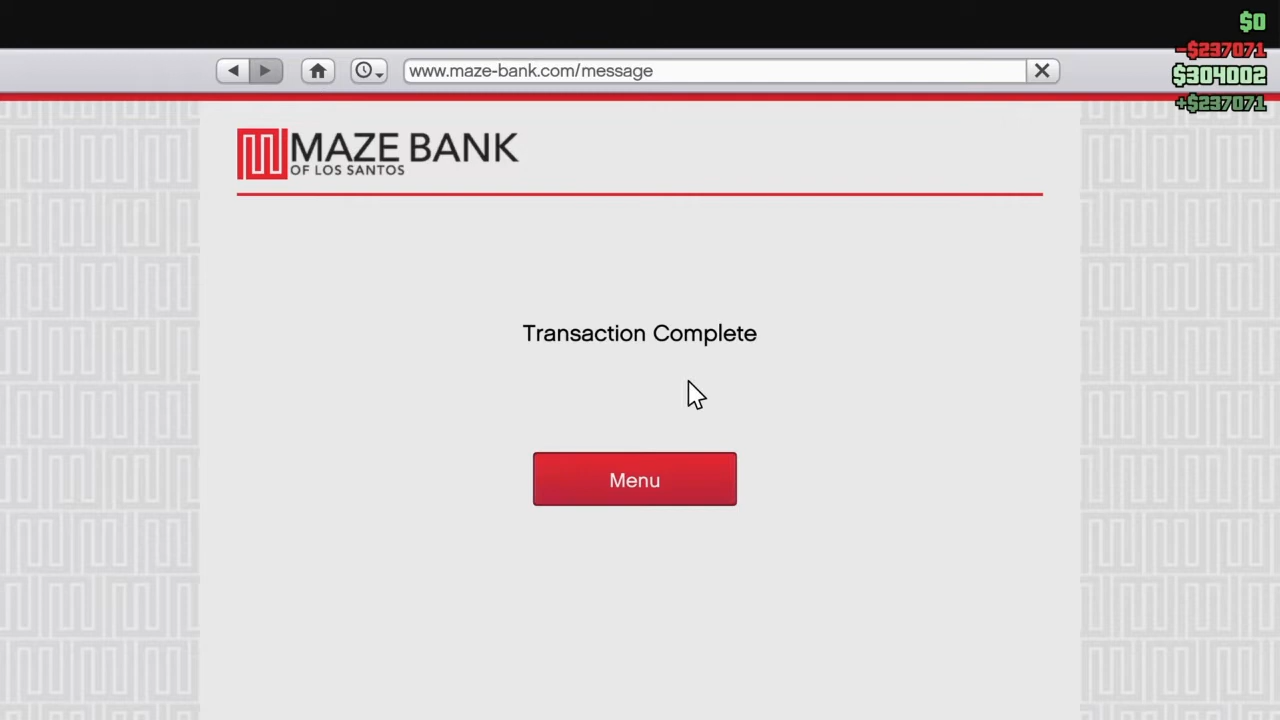 $0
-$237071
www.maze-bank.com/message
$304002
+$237071
MAZE BANK
OF LOS SANTOS
Transaction Complete
Menu